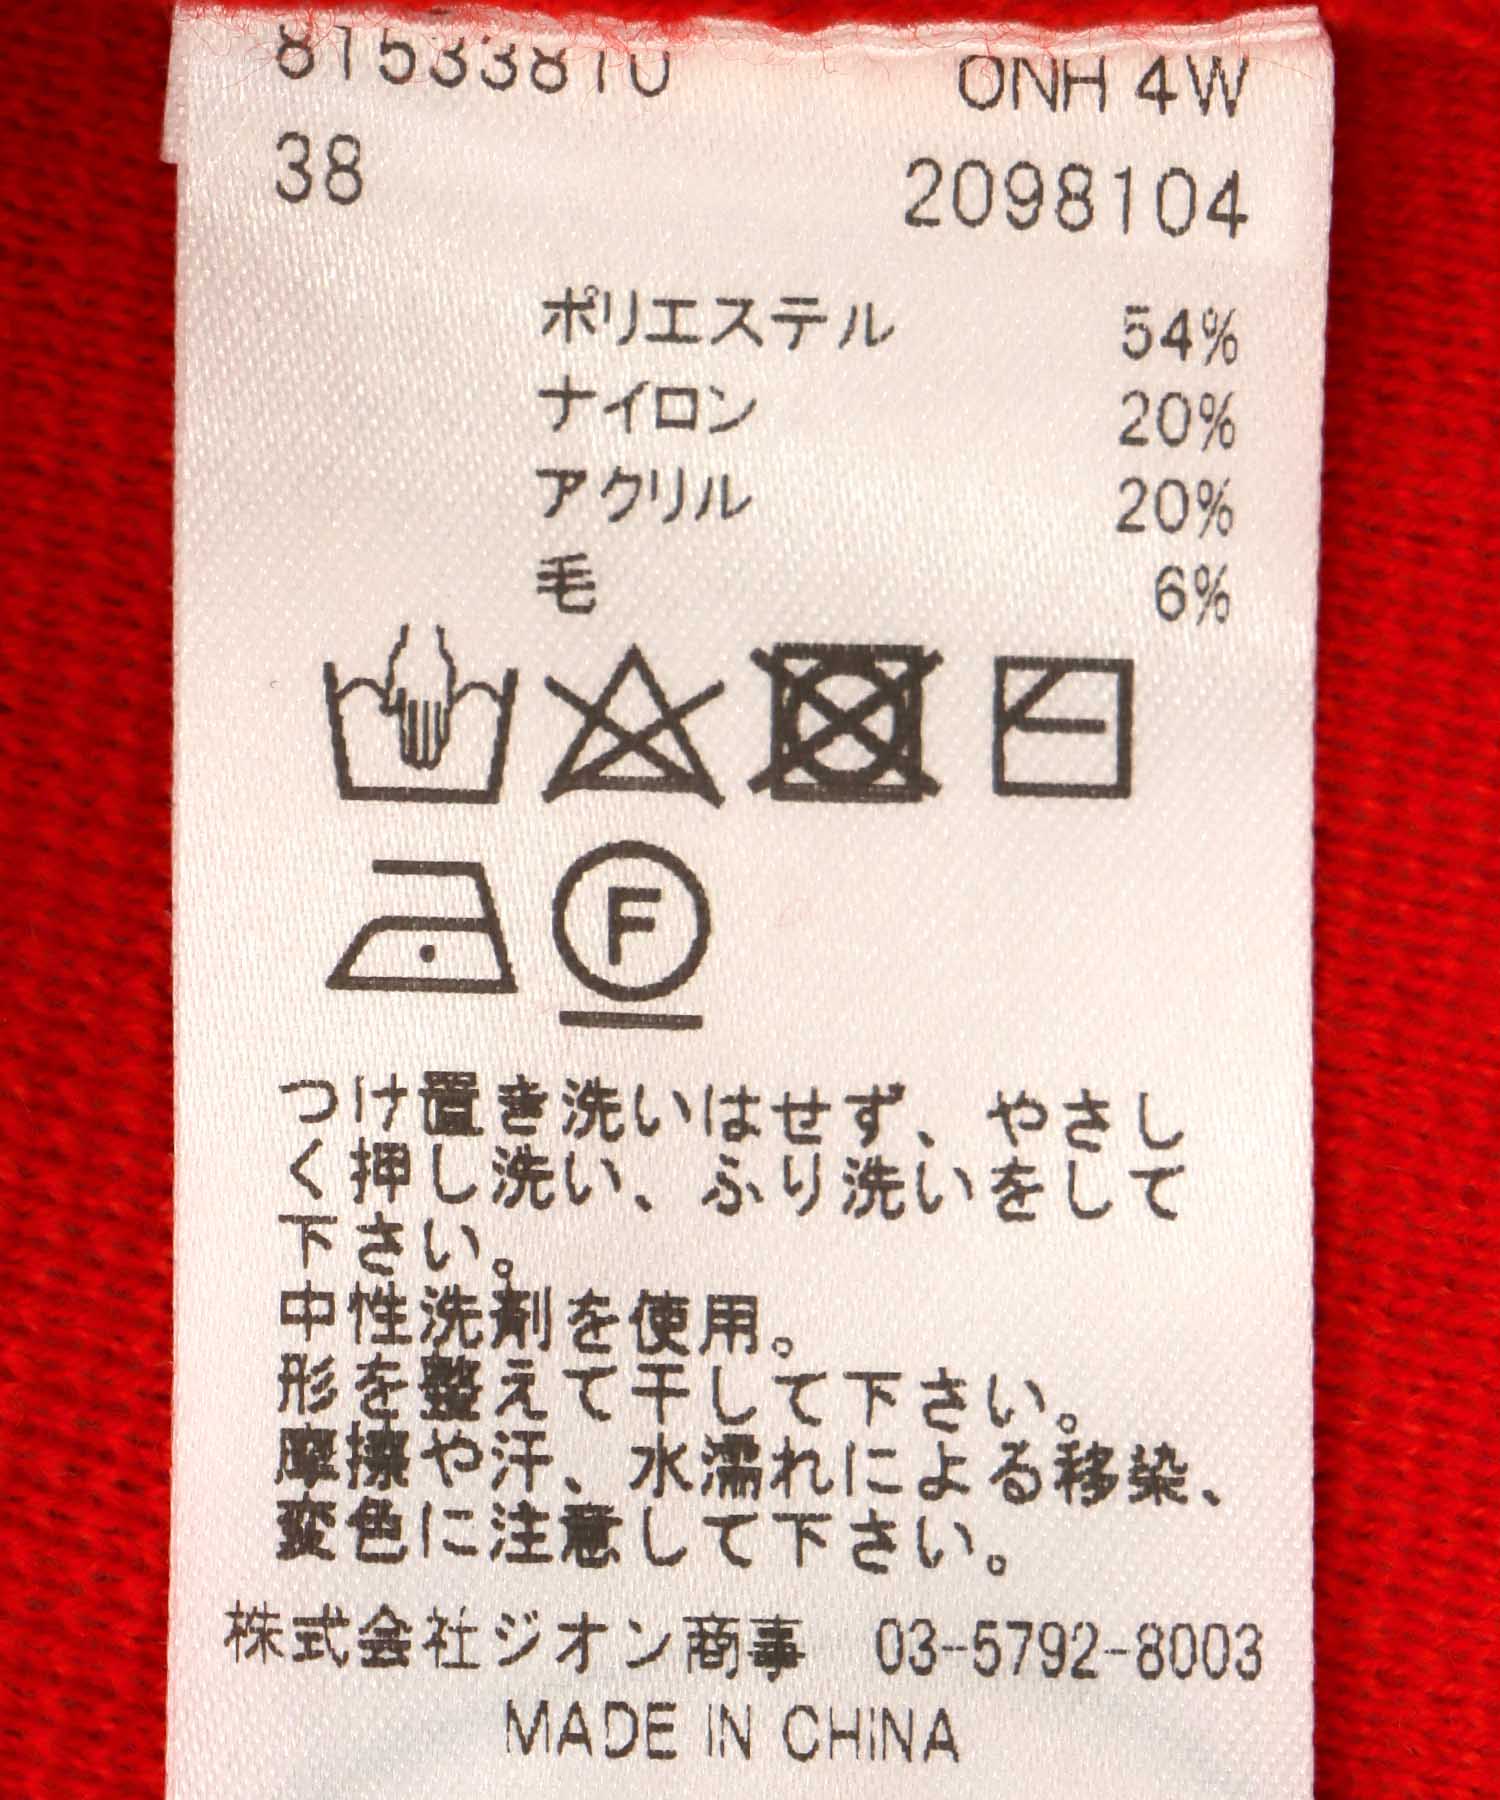 81533810 ONH 4W
38 2098104
ポリエステル 54%
ナイロン 20%
アクリル 20%
毛 6%
F
つけ置き洗いはせず、やさし
く押し洗い、ふり洗いをして
下さい。
中性洗剤を使用。
形を整えて干して下さい。
摩擦や汗、水濡れによる移染、
変色に注意して下さい。
株式会社ジオン商事 03-5792-8003
MADE IN CHINA